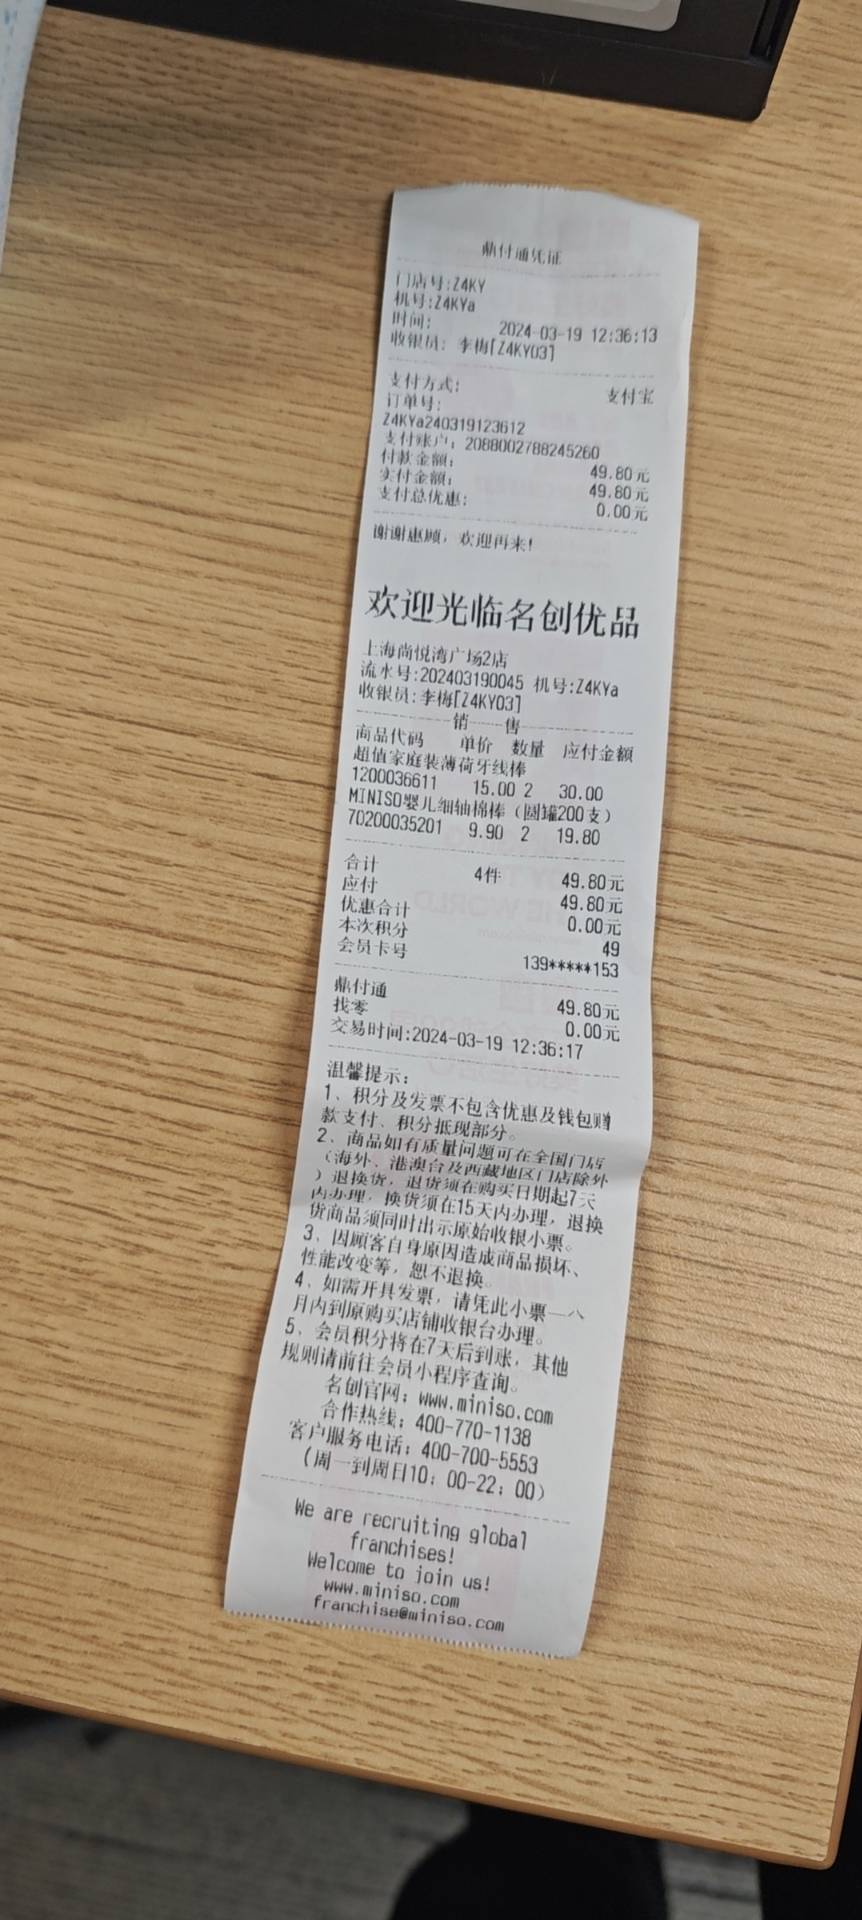 鼎付通凭证
门店号:Z4KY
机号:Z4KYa
时间: 2024-03-19 12:36:13
收银员: 李梅[Z4KY03]
支付方式: 支付宝
订单号:
Z4KYa240319123612
支付账户: 2088002788245260
付款金额: 49.80元
实付金额: 49.80元
支付总优惠: 0.00元
谢谢惠顾, 欢迎再来!
欢迎光临名创优品
上海尚悦湾广场2店
流水号:202403190045 机号:Z4KYa
收银员:李梅[Z4KY03]
销 售
商品代码 单价 数量 应付金额
超值家庭装薄荷牙线棒
1200036611 15.00 2 30.00
MINISO婴儿细轴棉棒（圆罐200支）
70200035201 9.90 2 19.80
合计 4件 49.80元
应付 49.80元
优惠合计 0.00元
本次积分 49
会员卡号 139*****153
鼎付通 49.80元
找零 0.00元
交易时间:2024-03-19 12:36:17
温馨提示:
1、积分及发票不包含优惠及钱包赠
款支付、积分抵现部分。
2、商品如有质量问题可在全国门店
（海外、港澳台及西藏地区门店除外
）退换货, 退货须在购买日期起7天
内办理, 换货须在15天内办理, 退换
货商品须同时出示原始收银小票。
3、因顾客自身原因造成商品损坏、
性能改变等, 恕不退换。
4、如需开具发票, 请凭此小票一个
月内到原购买店铺收银台办理。
5、会员积分将在7天后到账, 其他
规则请前往会员小程序查询。
名创官网: www.miniso.com
合作热线: 400-770-1138
客户服务电话: 400-700-5553
(周一到周日10: 00-22: 00)
We are recruiting global
franchises!
Welcome to join us!
www.miniso.com
franchise@miniso.com